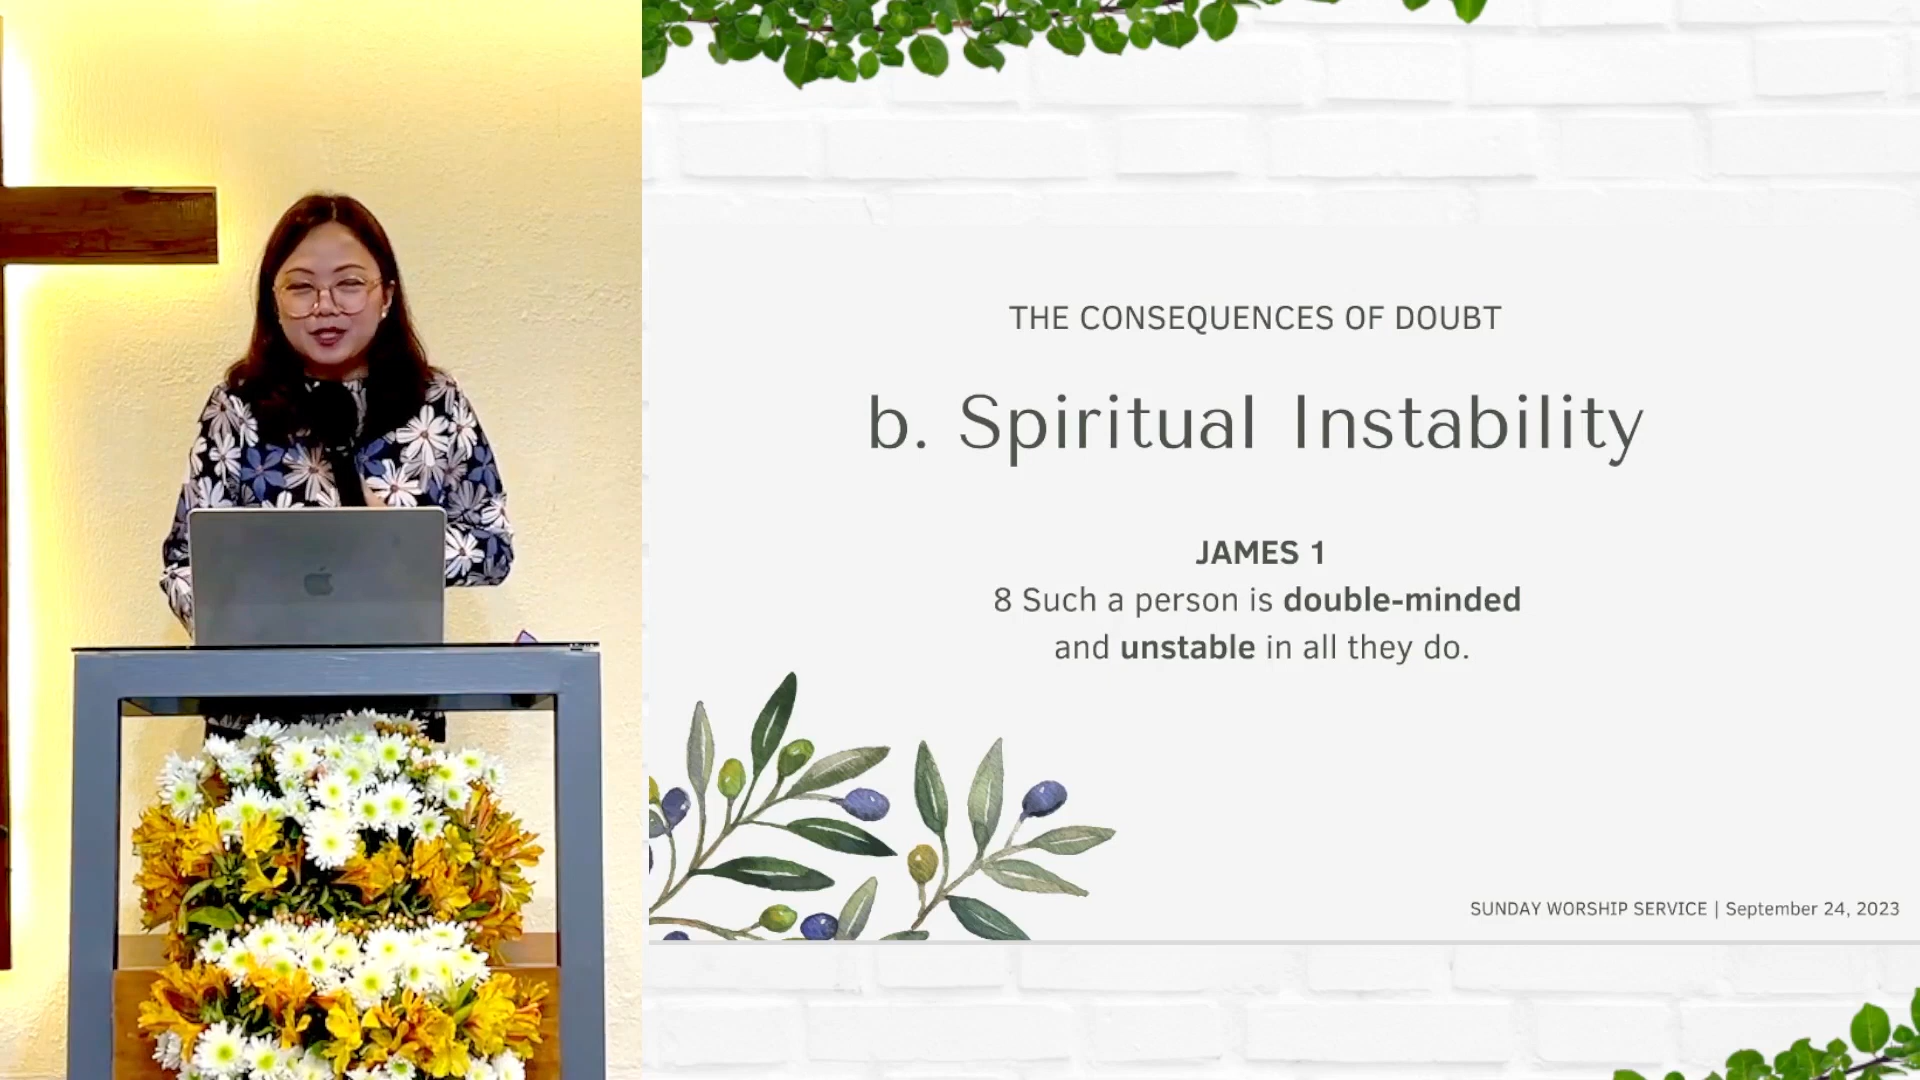 THE CONSEQUENCES OF DOUBT
b. Spiritual Instability
JAMES 1
8 Such a person is double-minded
and unstable in all they do.
SUNDAY WORSHIP SERVICE | September 24, 2023